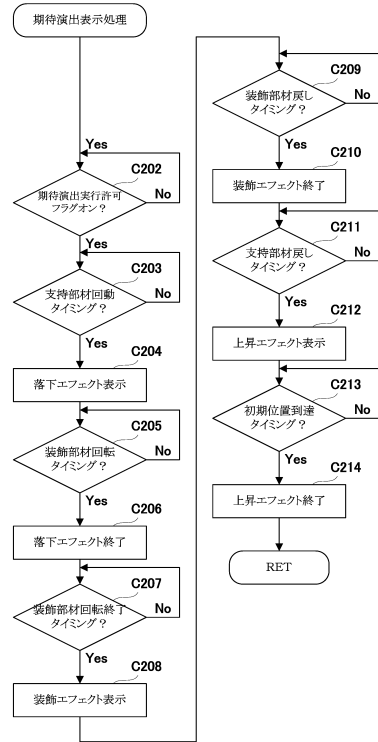 期待演出表示処理
Yes
C202
期待演出実行許可
フラグオン？
No
Yes
C203
支持部材回動
タイミング？
No
Yes
C204
落下エフェクト表示
C205
装飾部材回転
タイミング？
No
Yes
C206
落下エフェクト終了
C207
装飾部材回転終了
タイミング？
No
Yes
C208
装飾エフェクト表示
C209
装飾部材戻し
タイミング？
No
Yes
C210
装飾エフェクト終了
C211
支持部材戻し
タイミング？
No
Yes
C212
上昇エフェクト表示
C213
初期位置到達
タイミング？
No
Yes
C214
上昇エフェクト終了
RET